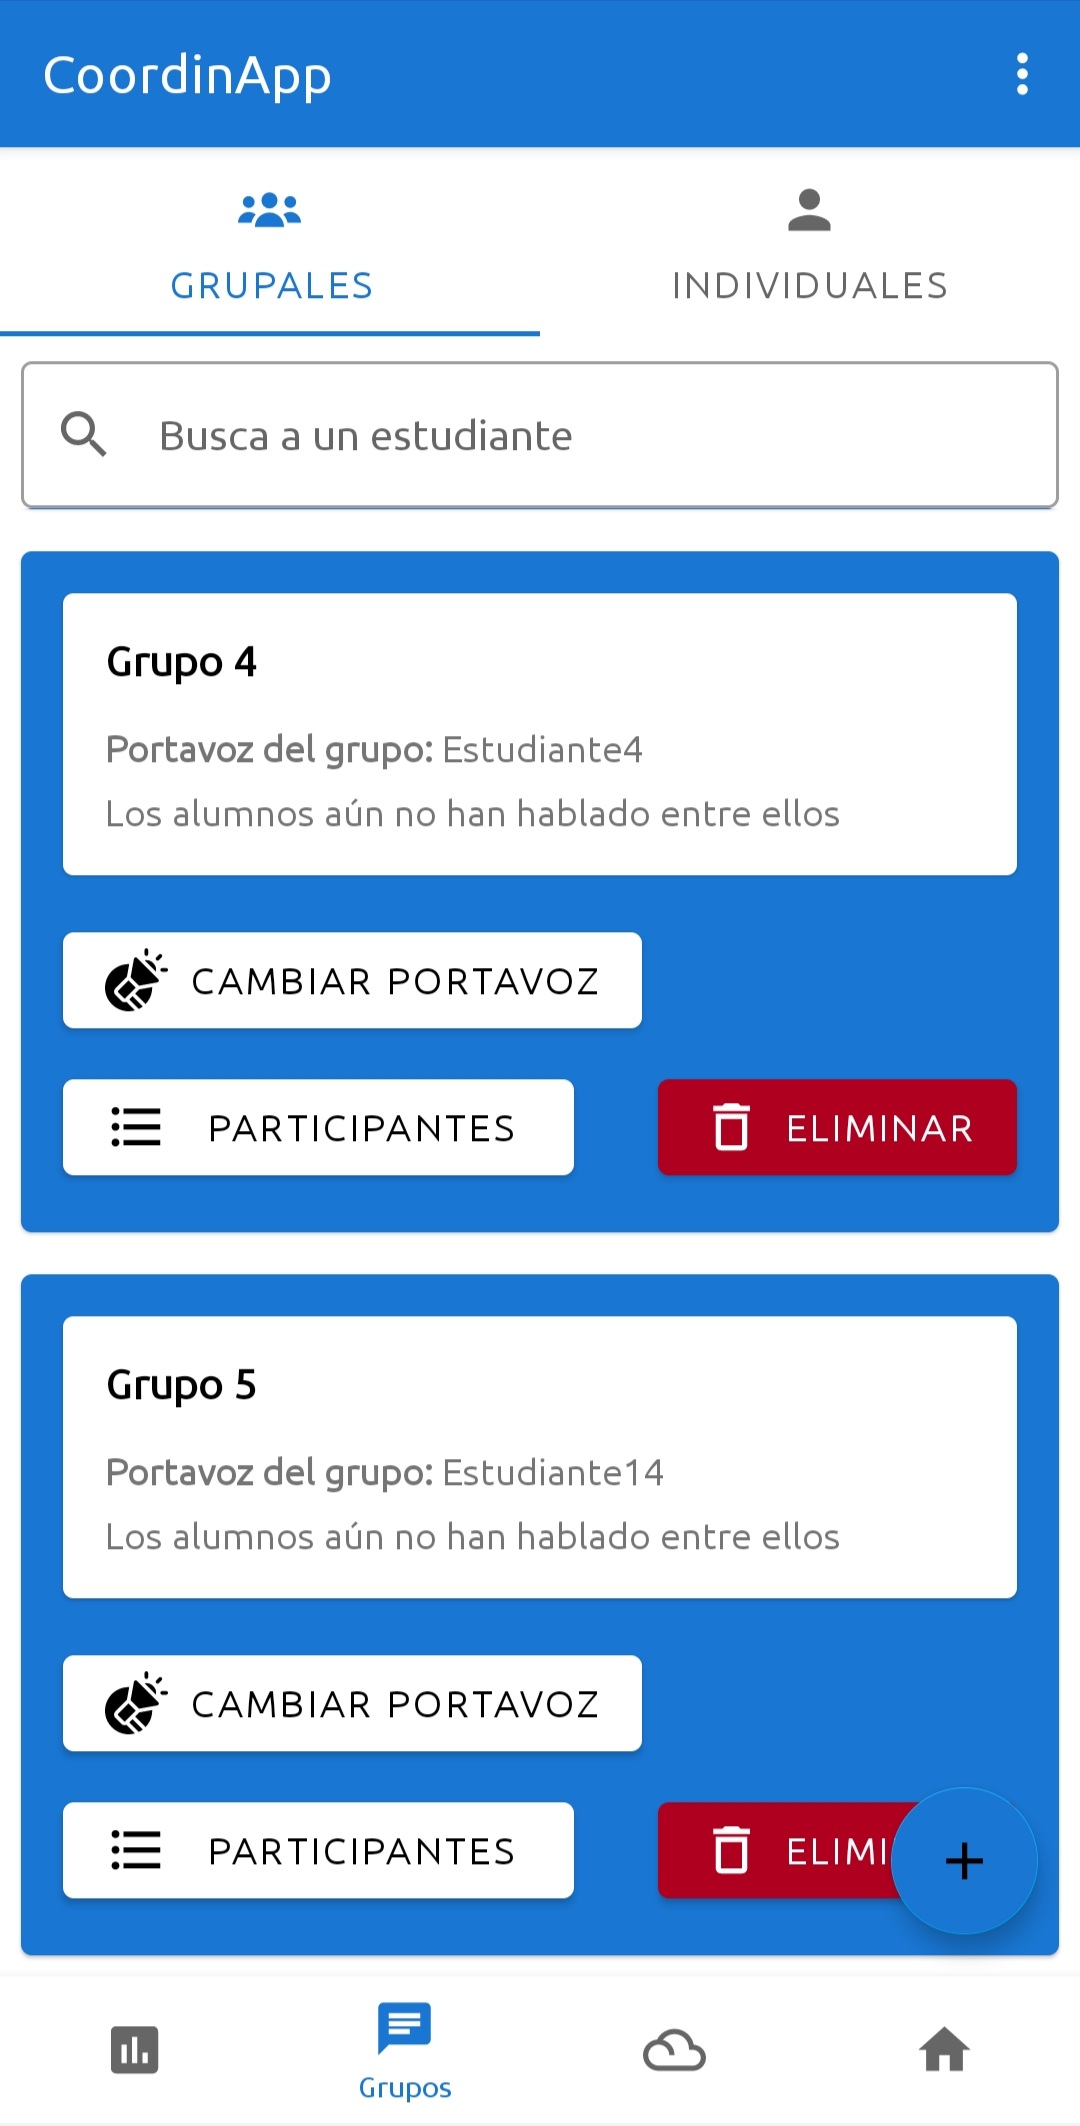 CoordinApp
GRUPALES
INDIVIDUALES
Busca a un estudiante
Grupo 4
Portavoz del grupo: Estudiante4
Los alumnos aún no han hablado entre ellos
CAMBIAR PORTAVOZ
PARTICIPANTES
ELIMINAR
Grupo 5
Portavoz del grupo: Estudiante14
Los alumnos aún no han hablado entre ellos
CAMBIAR PORTAVOZ
PARTICIPANTES
ELIMI
Grupos